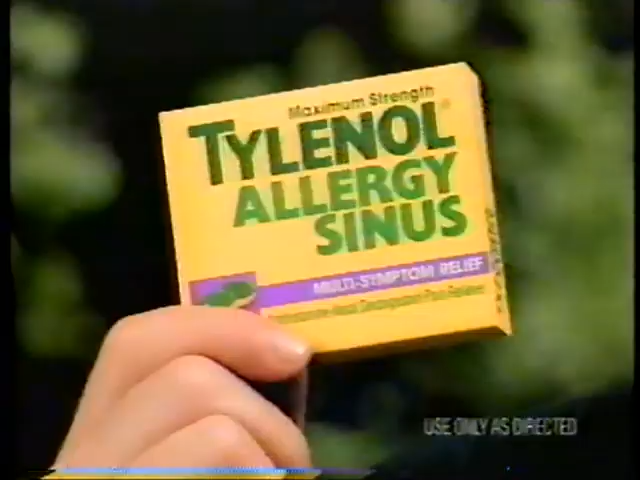 Maximum Strength
TYLENOL®
ALLERGY
SINUS
MULTI-SYMPTOM RELIEF
USE ONLY AS DIRECTED